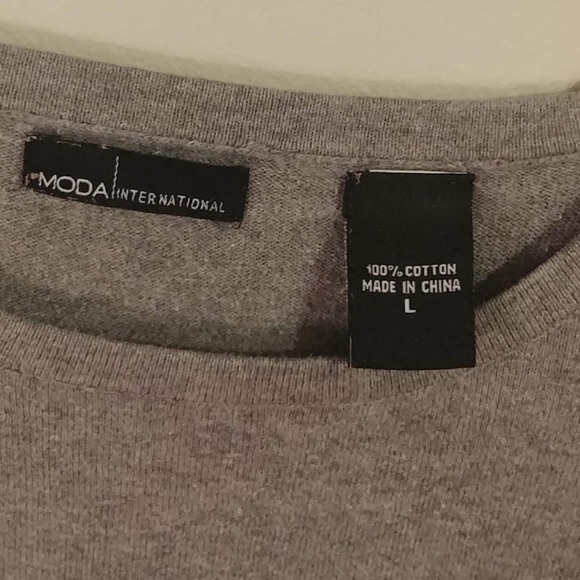 MODA INTERNATIONAL
100% COTTON
MADE IN CHINA
L